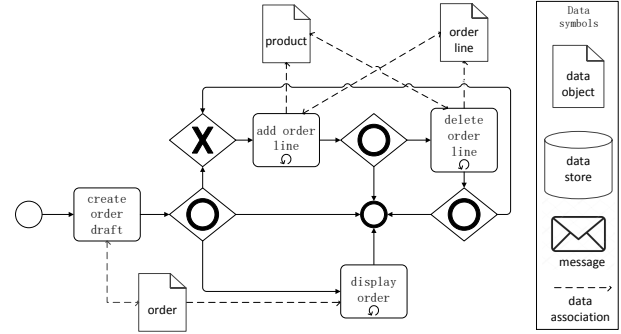 product
order
line
Data
symbols
data
object
X
add order
line
delete
order
line
data
store
create
order
draft
message
display
order
order
data
association